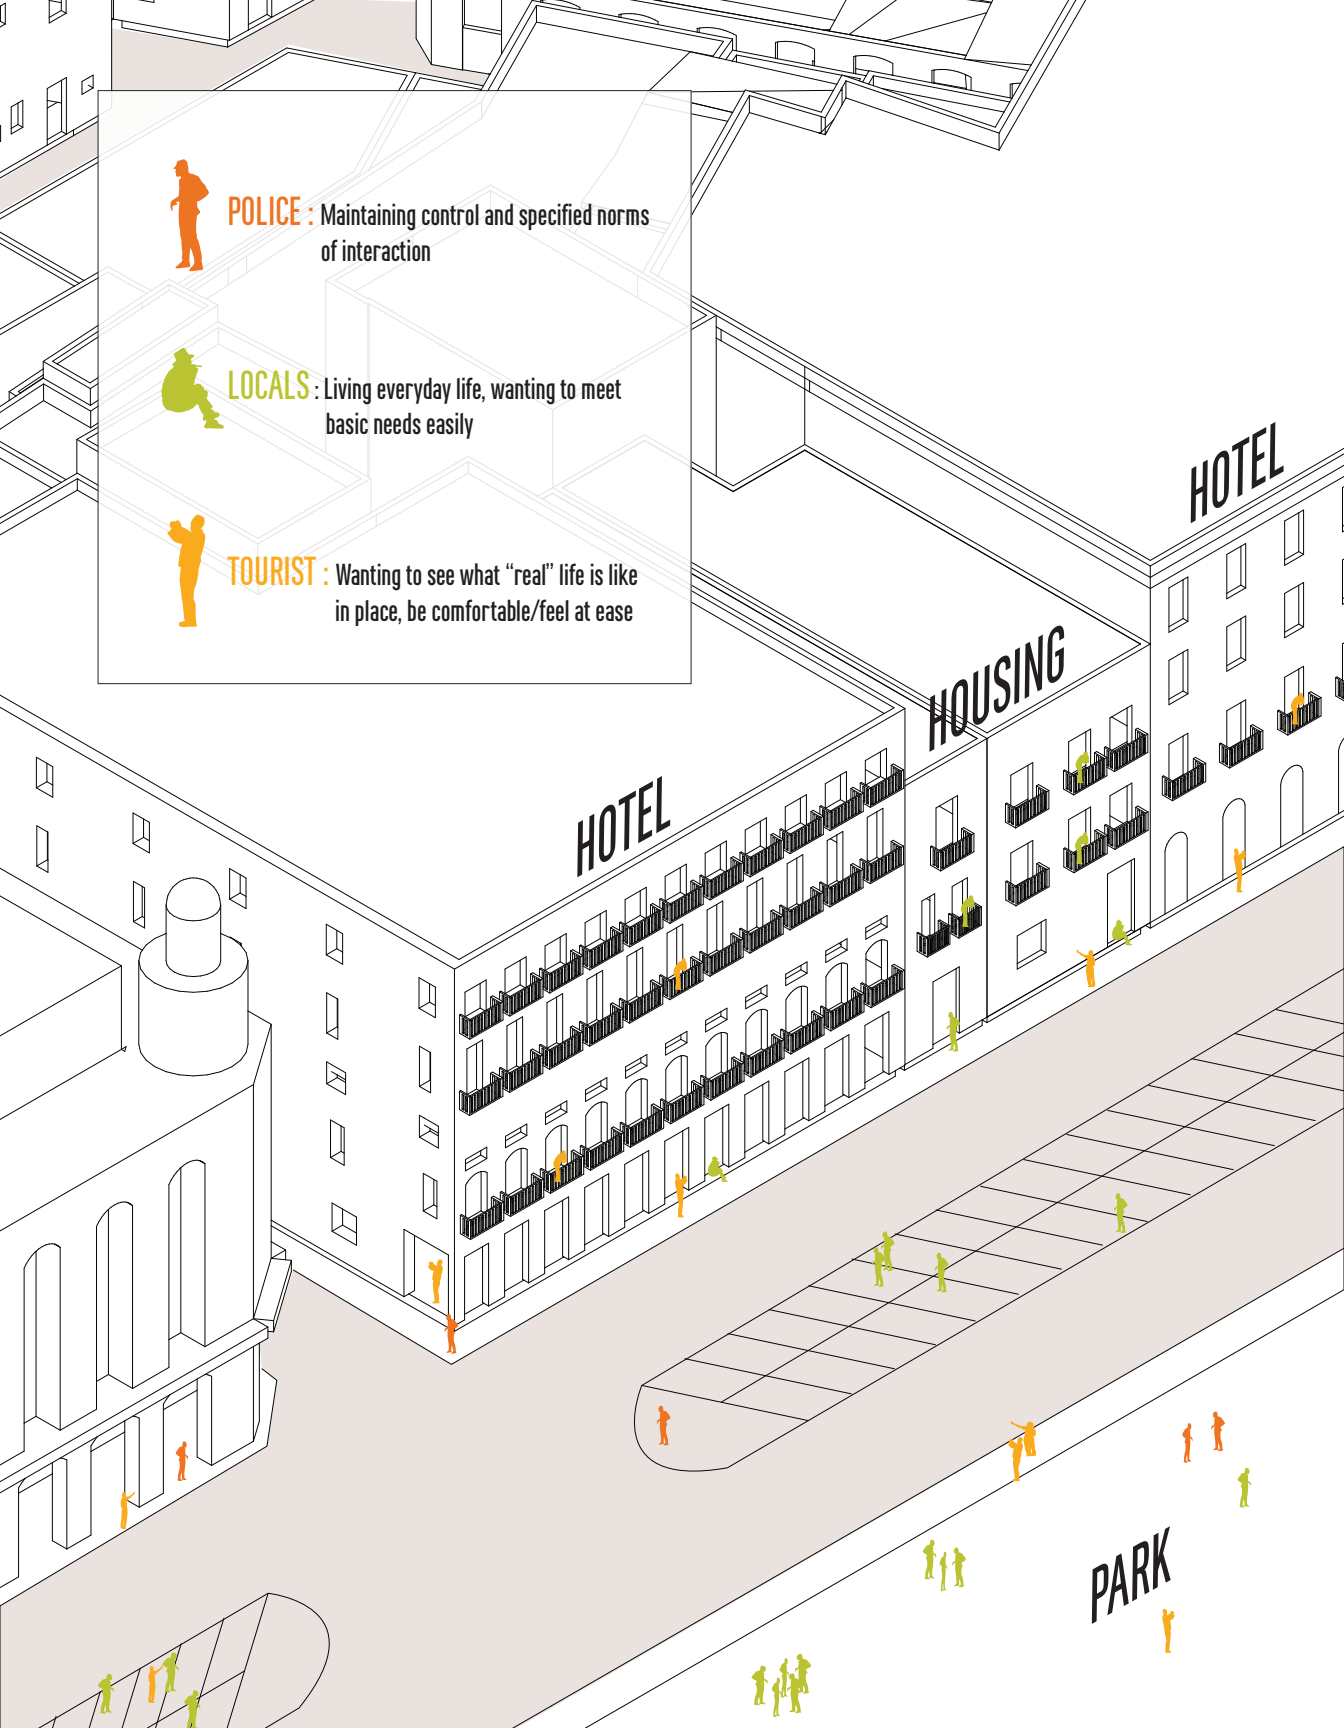 POLICE : Maintaining control and specified norms
of interaction
LOCALS : Living everyday life, wanting to meet
basic needs easily
TOURIST : Wanting to see what “real” life is like
in place, be comfortable/feel at ease
HOTEL
HOUSING
HOTEL
PARK